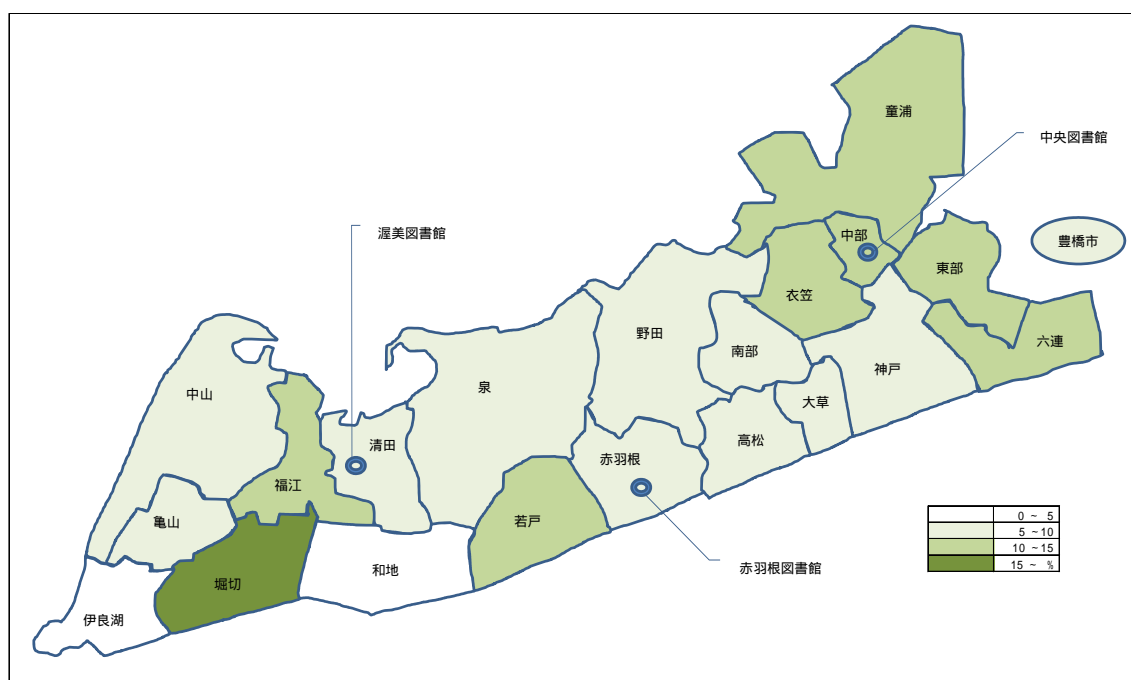 童浦
中央図書館
渥美図書館
中部
豊橋市
東部
衣笠
野田
六連
南部
神戸
中山
泉
大草
清田
高松
赤羽根
福江
亀山
若戸
0 ～ 5
5 ～10
10 ～15
15 ～ %
和地
赤羽根図書館
堀切
伊良湖